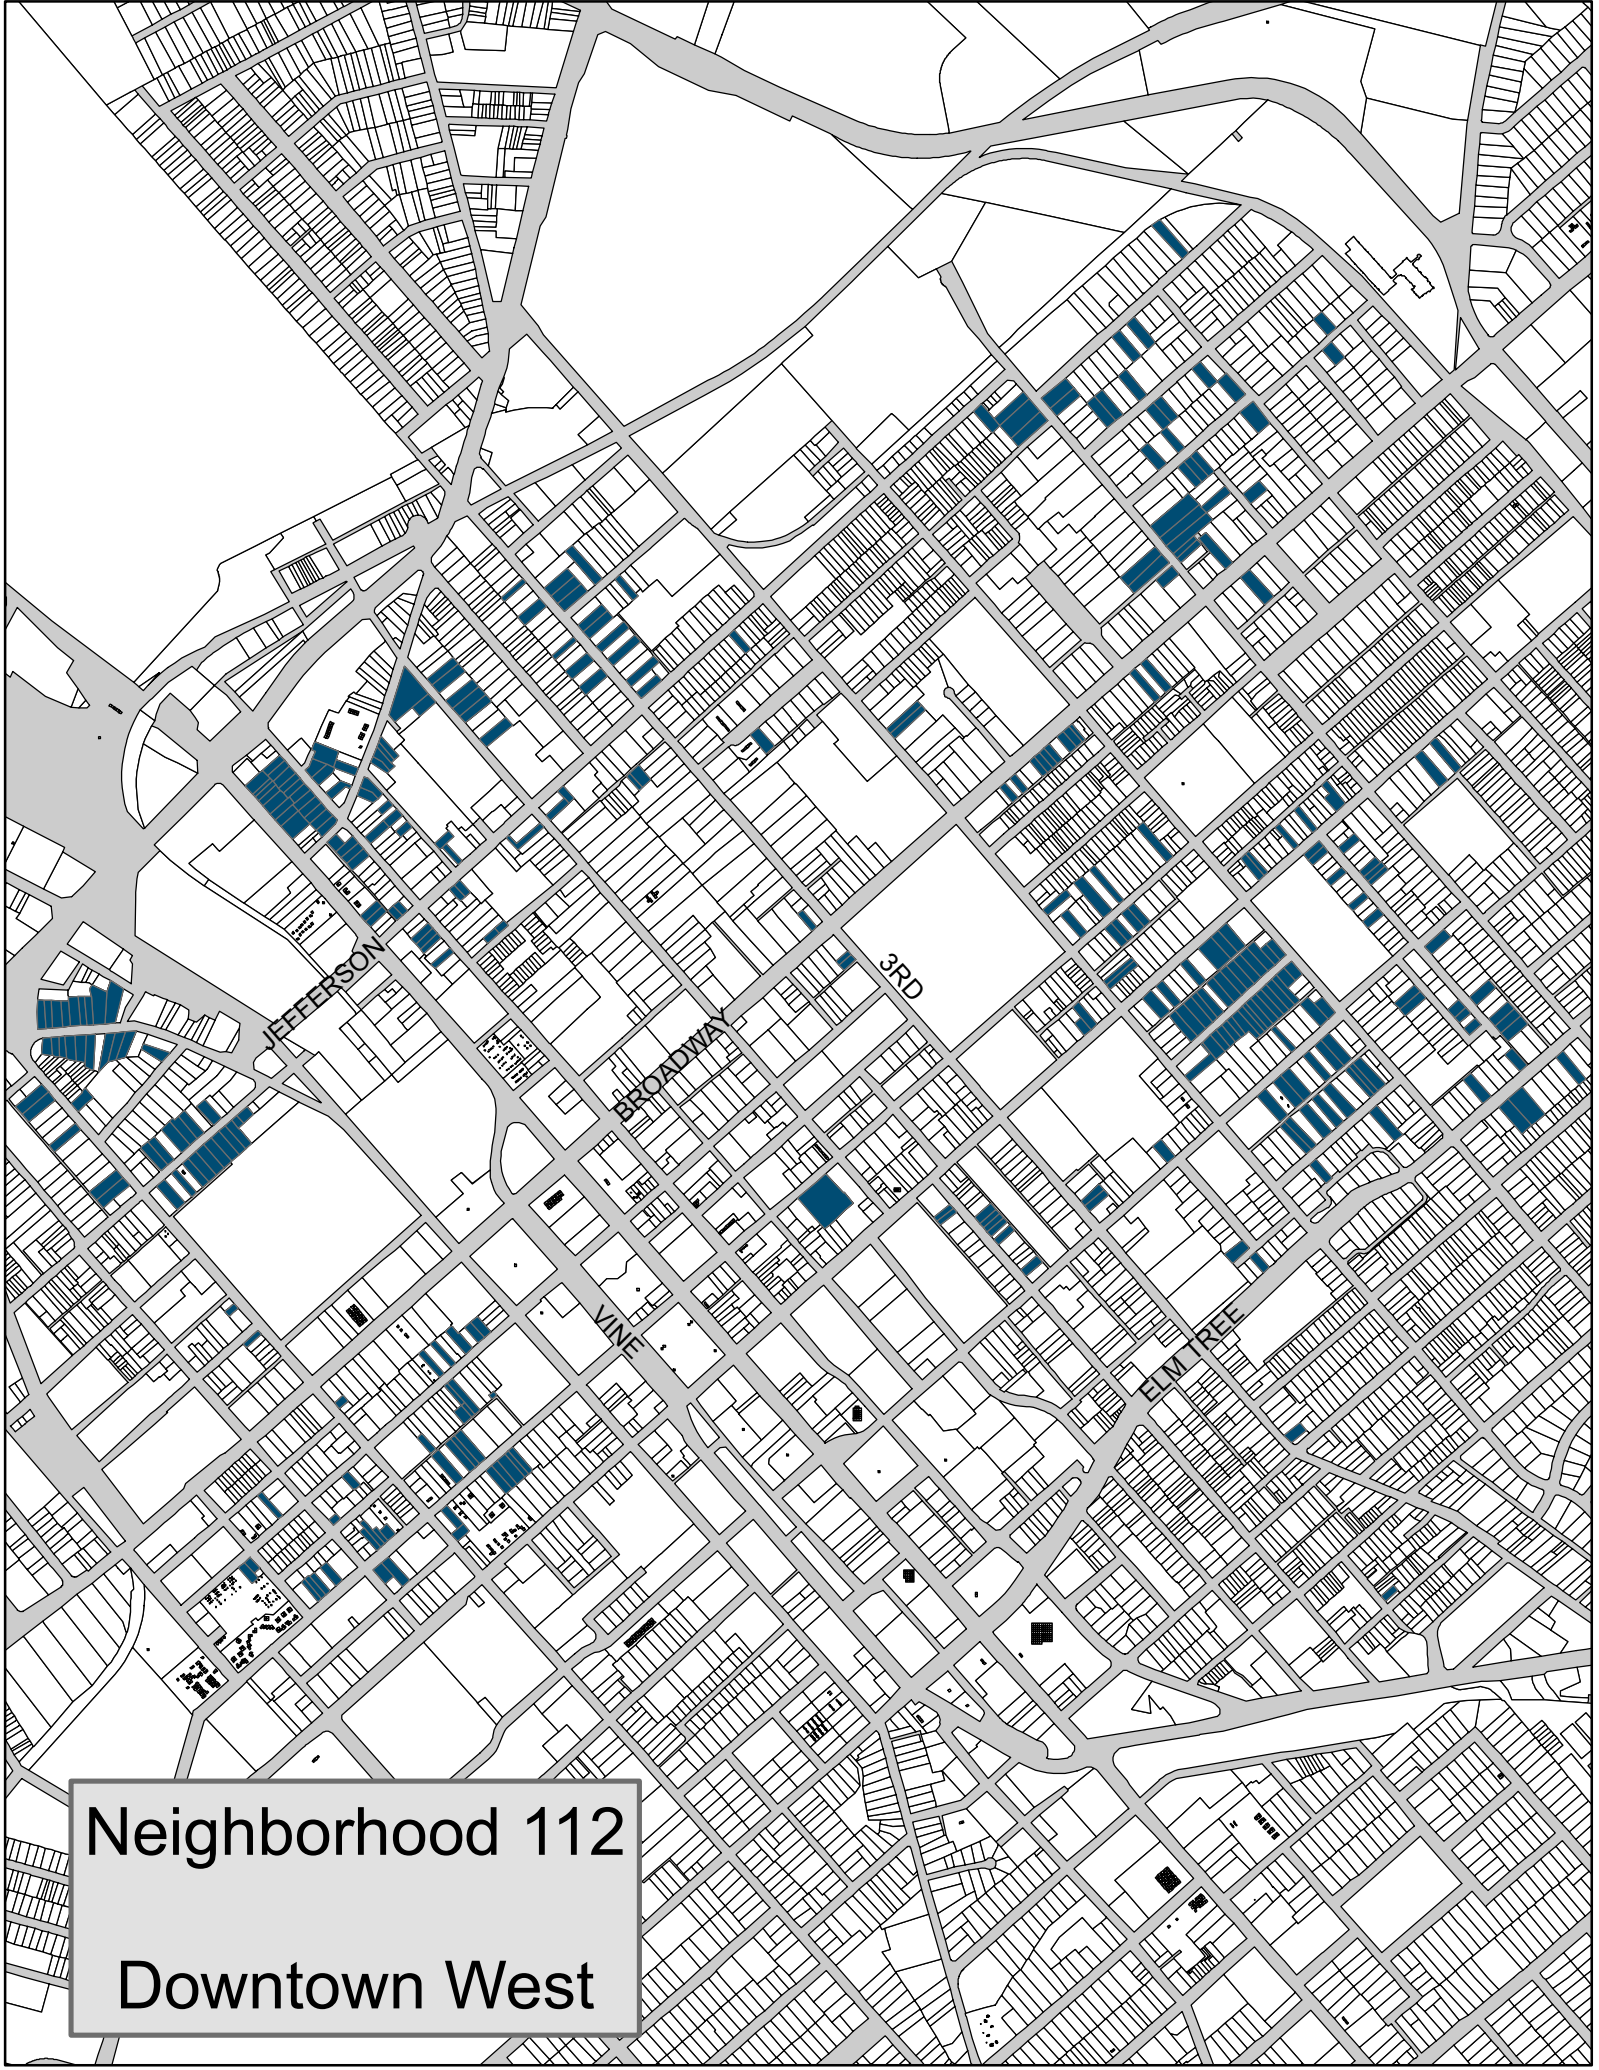 JEFFERSON
3RD
BROADWAY
VINE
ELM TREE
Neighborhood 112
Downtown West